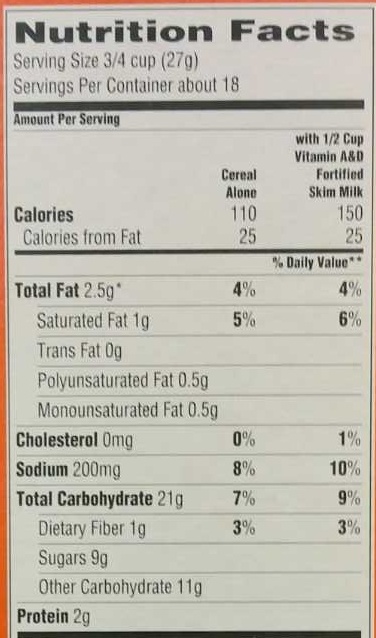 Nutrition Facts
Serving Size 3/4 cup (27g)
Servings Per Container about 18
Amount Per Serving
with 1/2 Cup
Vitamin A&D
Cereal Fortified
Alone Skim Milk
Calories 110 150
Calories from Fat 25 25
% Daily Value**
Total Fat 2.5g* 4% 4%
Saturated Fat 1g 5% 6%
Trans Fat 0g
Polyunsaturated Fat 0.5g
Monounsaturated Fat 0.5g
Cholesterol 0mg 0% 1%
Sodium 200mg 8% 10%
Total Carbohydrate 21g 7% 9%
Dietary Fiber 1g 3% 3%
Sugars 9g
Other Carbohydrate 11g
Protein 2g